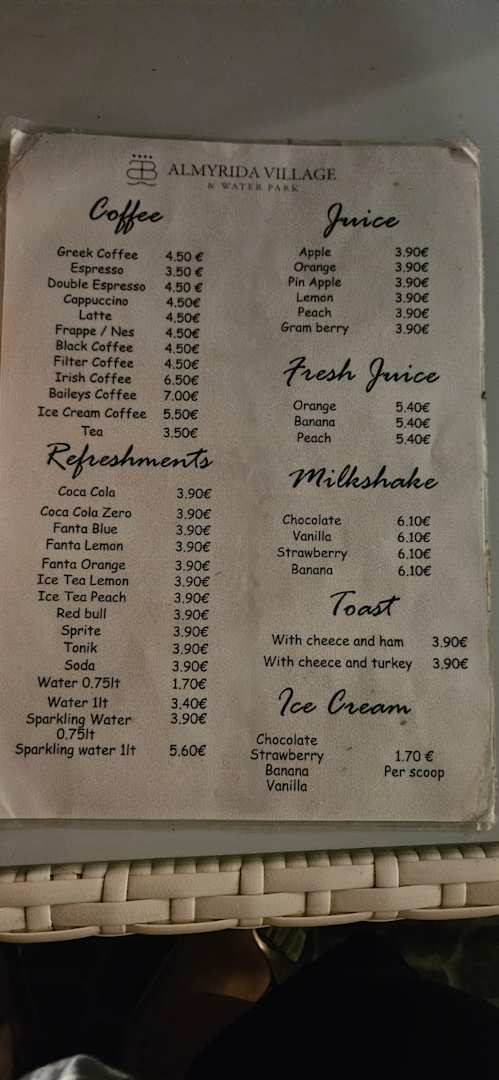 ALMYRIDA VILLAGE
& WATER PARK
Coffee
Greek Coffee 4.50 €
Espresso 3.50 €
Double Espresso 4.50 €
Cappuccino 4.50€
Latte 4.50€
Frappe / Nes 4.50€
Black Coffee 4.50€
Filter Coffee 4.50€
Irish Coffee 6.50€
Baileys Coffee 7.00€
Ice Cream Coffee 5.50€
Tea 3.50€
Refreshments
Coca Cola 3.90€
Coca Cola Zero 3.90€
Fanta Blue 3.90€
Fanta Lemon 3.90€
Fanta Orange 3.90€
Ice Tea Lemon 3.90€
Ice Tea Peach 3.90€
Red bull 3.90€
Sprite 3.90€
Tonik 3.90€
Soda 3.90€
Water 0.75lt 1.70€
Water 1lt 3.40€
Sparkling Water 3.90€
0.75lt
Sparkling water 1lt 5.60€
Juice
Apple 3.90€
Orange 3.90€
Pin Apple 3.90€
Lemon 3.90€
Peach 3.90€
Gram berry 3.90€
Fresh Juice
Orange 5.40€
Banana 5.40€
Peach 5.40€
Milkshake
Chocolate 6.10€
Vanilla 6.10€
Strawberry 6.10€
Banana 6.10€
Toast
With cheece and ham 3.90€
With cheece and turkey 3.90€
Ice Cream
Chocolate
Strawberry 1.70 €
Banana Per scoop
Vanilla